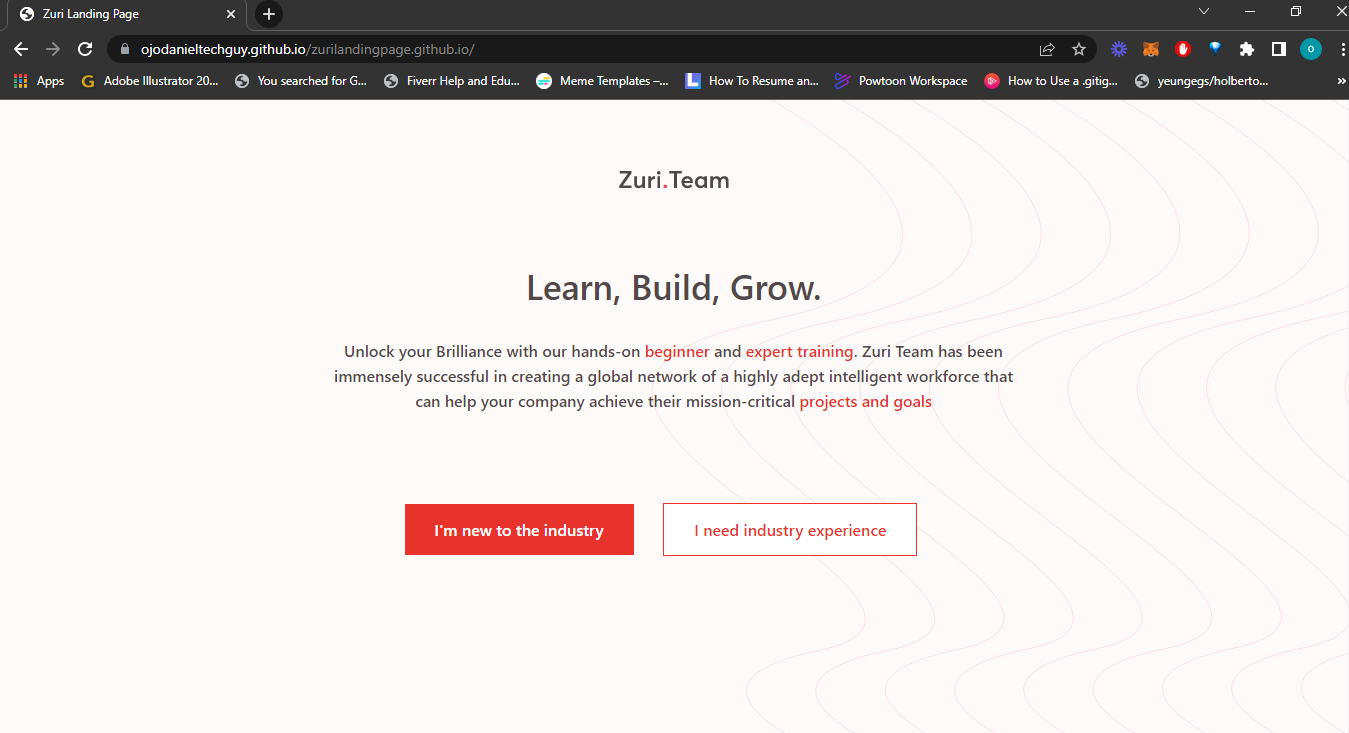 Zuri Landing Page
ojodanieltechguy.github.io/zurilandingpage.github.io/
O
Apps
G Adobe Illustrator 20...
You searched for G...
Fiverr Help and Edu...
Meme Templates –...
L How To Resume an...
Powtoon Workspace
How to Use a .gitig...
yeungegs/holberto...
»
Zuri.Team
Learn, Build, Grow.
Unlock your Brilliance with our hands-on beginner and expert training. Zuri Team has been
immensely successful in creating a global network of a highly adept intelligent workforce that
can help your company achieve their mission-critical projects and goals
I'm new to the industry
I need industry experience